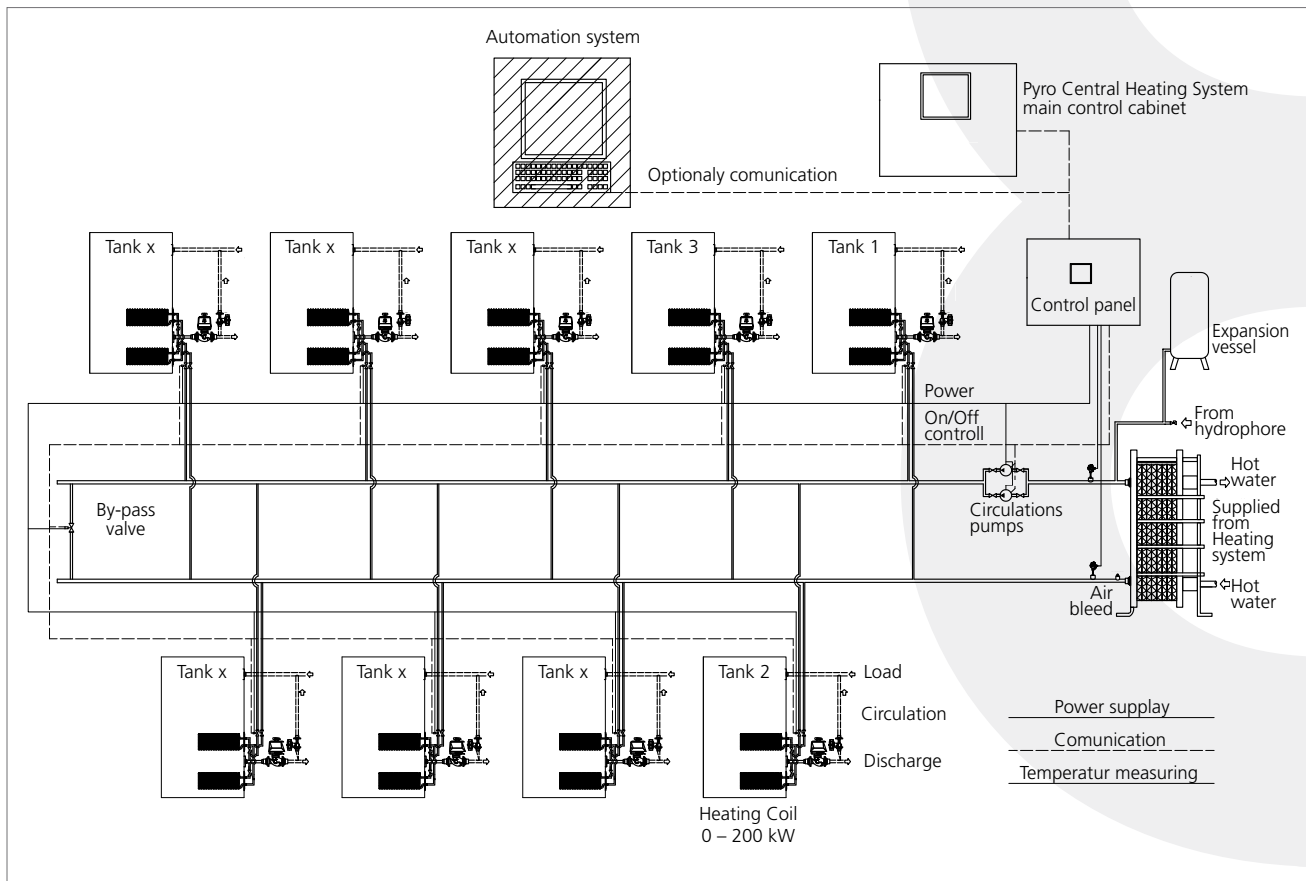 Automation system
Pyro Central Heating System
main control cabinet
Optionaly comunication
Tank x
Tank x
Tank x
Tank 3
Tank 1
Control panel
Expansion
vessel
Power
On/Off
controll
From
hydrophore
Hot
water
By-pass
valve
Circulations
pumps
Supplied
from
Heating
system
Air
bleed
Hot
water
Tank x
Tank x
Tank x
Tank 2
Load
Circulation
Discharge
Power supplay
Comunication
Temperatur measuring
Heating Coil
0 – 200 kW